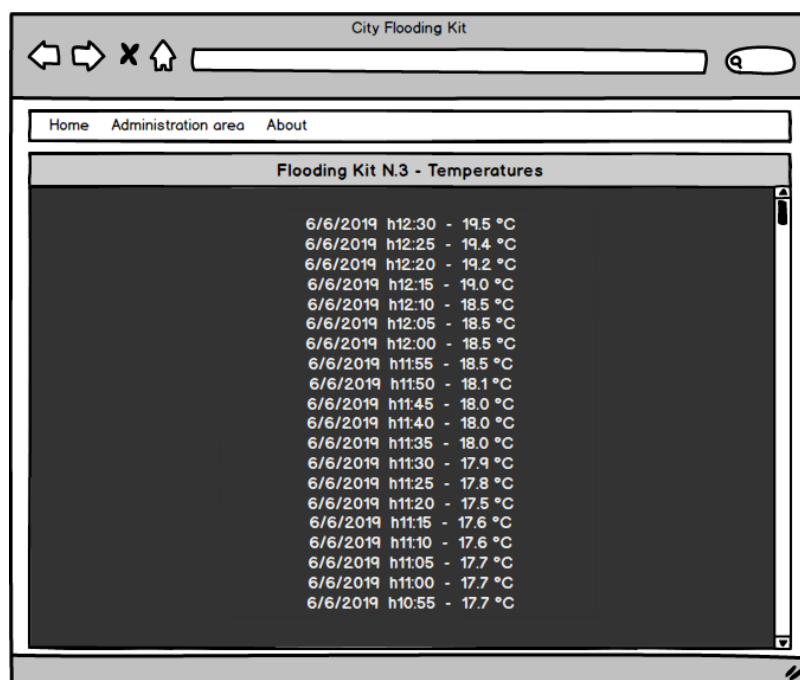 City Flooding Kit
Home Administration area About
Flooding Kit N.3 - Temperatures
6/6/2019 h12:30 - 19.5 °C
6/6/2019 h12:25 - 19.4 °C
6/6/2019 h12:20 - 19.2 °C
6/6/2019 h12:15 - 19.0 °C
6/6/2019 h12:10 - 18.5 °C
6/6/2019 h12:05 - 18.5 °C
6/6/2019 h12:00 - 18.5 °C
6/6/2019 h11:55 - 18.5 °C
6/6/2019 h11:50 - 18.1 °C
6/6/2019 h11:45 - 18.0 °C
6/6/2019 h11:40 - 18.0 °C
6/6/2019 h11:35 - 18.0 °C
6/6/2019 h11:30 - 17.9 °C
6/6/2019 h11:25 - 17.8 °C
6/6/2019 h11:20 - 17.5 °C
6/6/2019 h11:15 - 17.6 °C
6/6/2019 h11:10 - 17.6 °C
6/6/2019 h11:05 - 17.7 °C
6/6/2019 h11:00 - 17.7 °C
6/6/2019 h10:55 - 17.7 °C